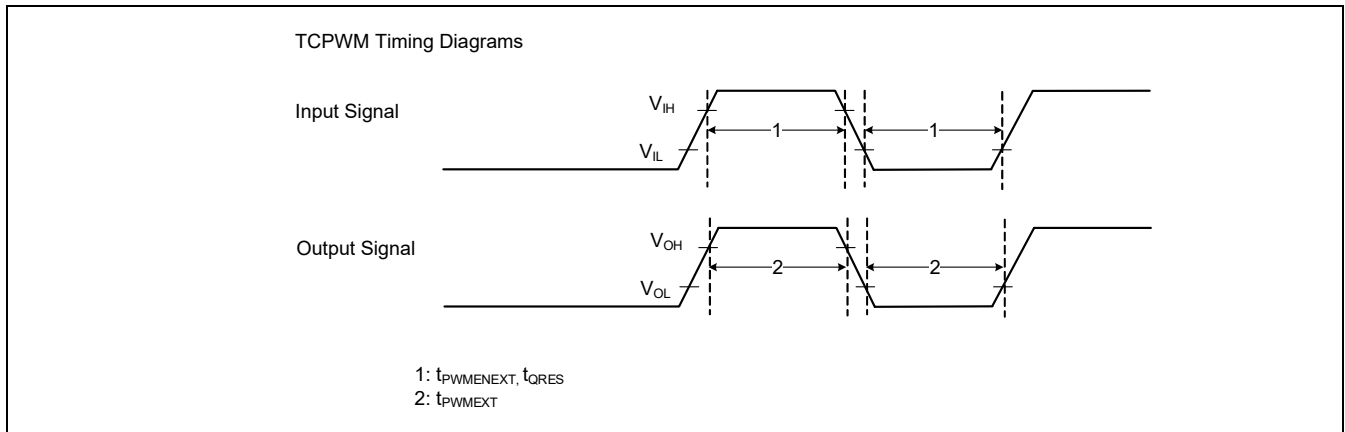 TCPWM Timing Diagrams
Input Signal
VIH
1
1
VIL
Output Signal
VOH
2
2
VOL
1: tPWMENEXT, tQRES
2: tPWMEXT